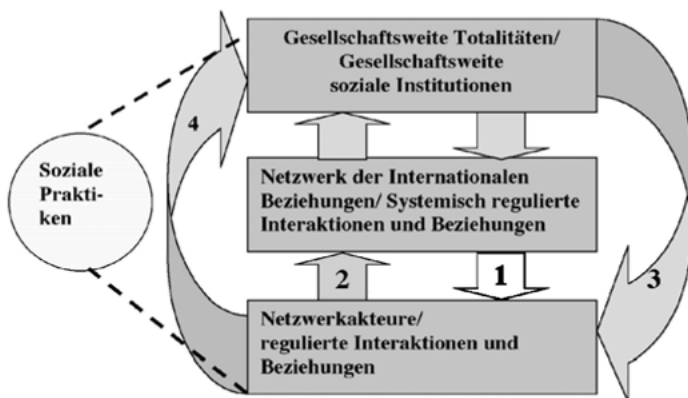 Gesellschaftsweite Totalitäten/
Gesellschaftsweite
soziale Institutionen
4
Soziale
Prakti-
ken
Netzwerk der Internationalen
Beziehungen/ Systemisch regulierte
Interaktionen und Beziehungen
2
1
3
Netzwerkakteure/
regulierte Interaktionen und
Beziehungen